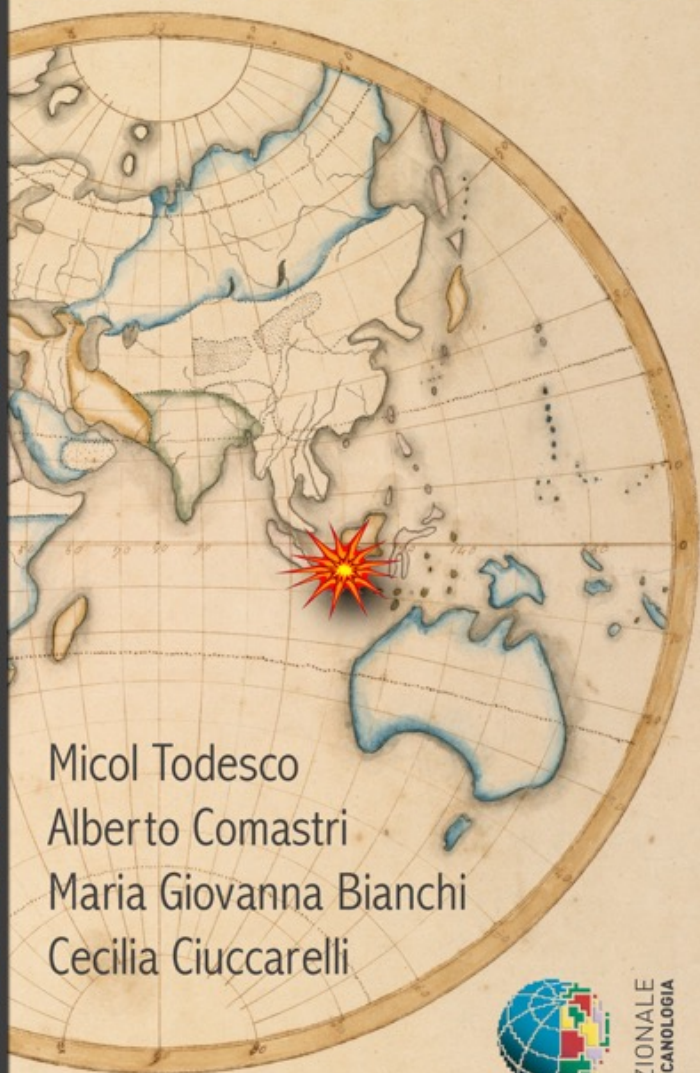 Micol Todesco
Alberto Comastri
Maria Giovanna Bianchi
Cecilia Ciuccarelli
ZIONALE
CANOLOGIA